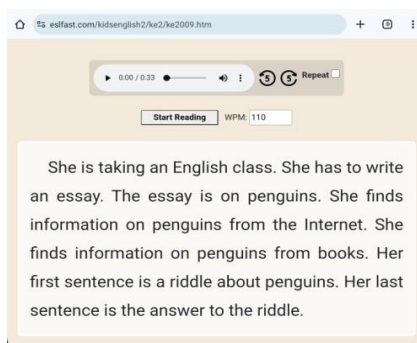 eslfast.com/kidsenglish2/ke2/ke2009.htm
0:00 / 0:33
5 5 Repeat
Start Reading WPM: 110
She is taking an English class. She has to write
an essay. The essay is on penguins. She finds
information on penguins from the Internet. She
finds information on penguins from books. Her
first sentence is a riddle about penguins. Her last
sentence is the answer to the riddle.